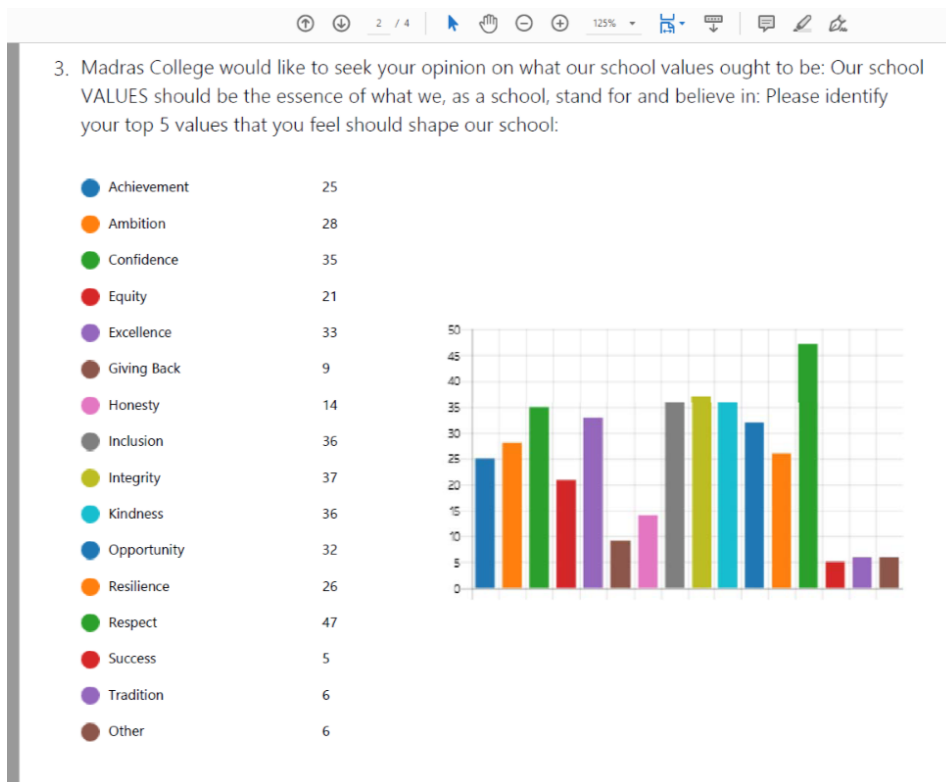 2 / 4 125%
3. Madras College would like to seek your opinion on what our school values ought to be: Our school
VALUES should be the essence of what we, as a school, stand for and believe in: Please identify
your top 5 values that you feel should shape our school:
Achievement 25
Ambition 28
Confidence 35
Equity 21
Excellence 33
Giving Back 9
Honesty 14
Inclusion 36
Integrity 37
Kindness 36
Opportunity 32
Resilience 26
Respect 47
Success 5
Tradition 6
Other 6
50
45
40
35
30
25
20
15
10
5
0